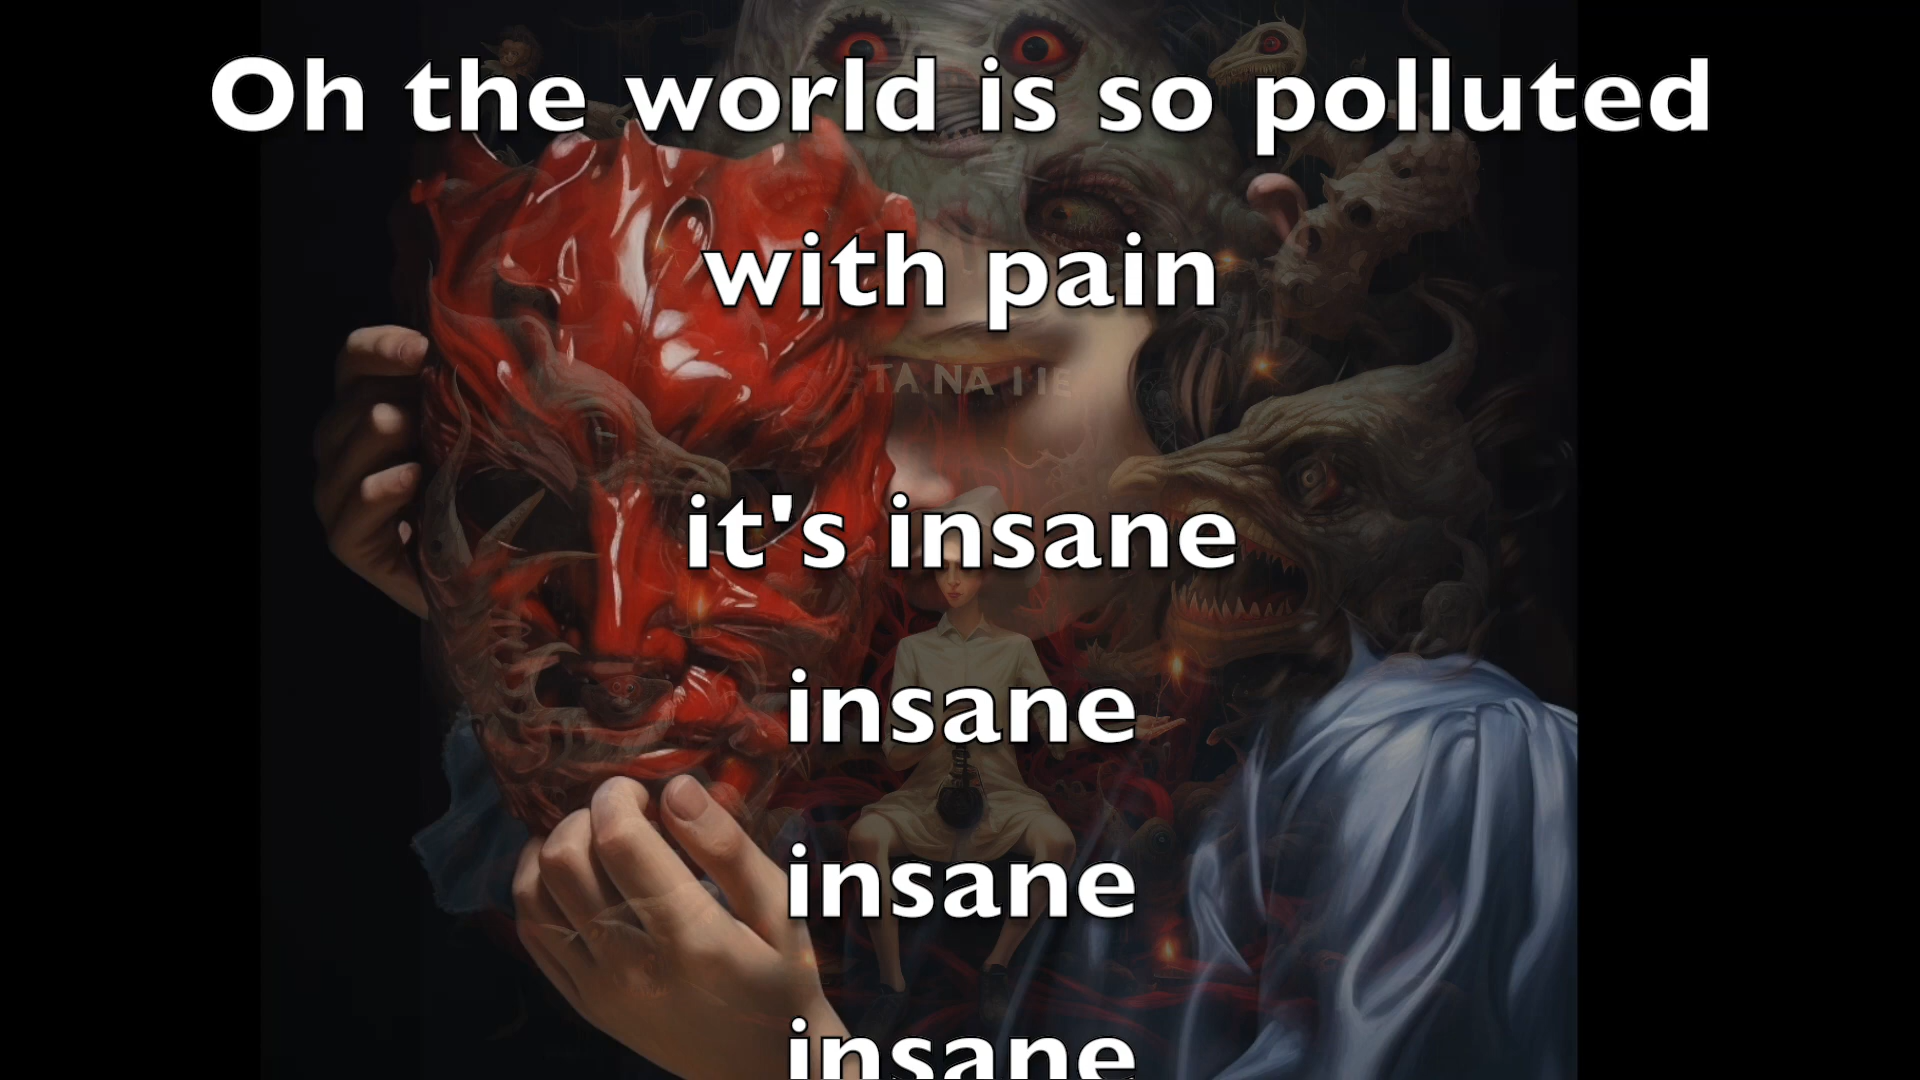 Oh the world is so polluted
with pain
it's insane
insane
insane
insane